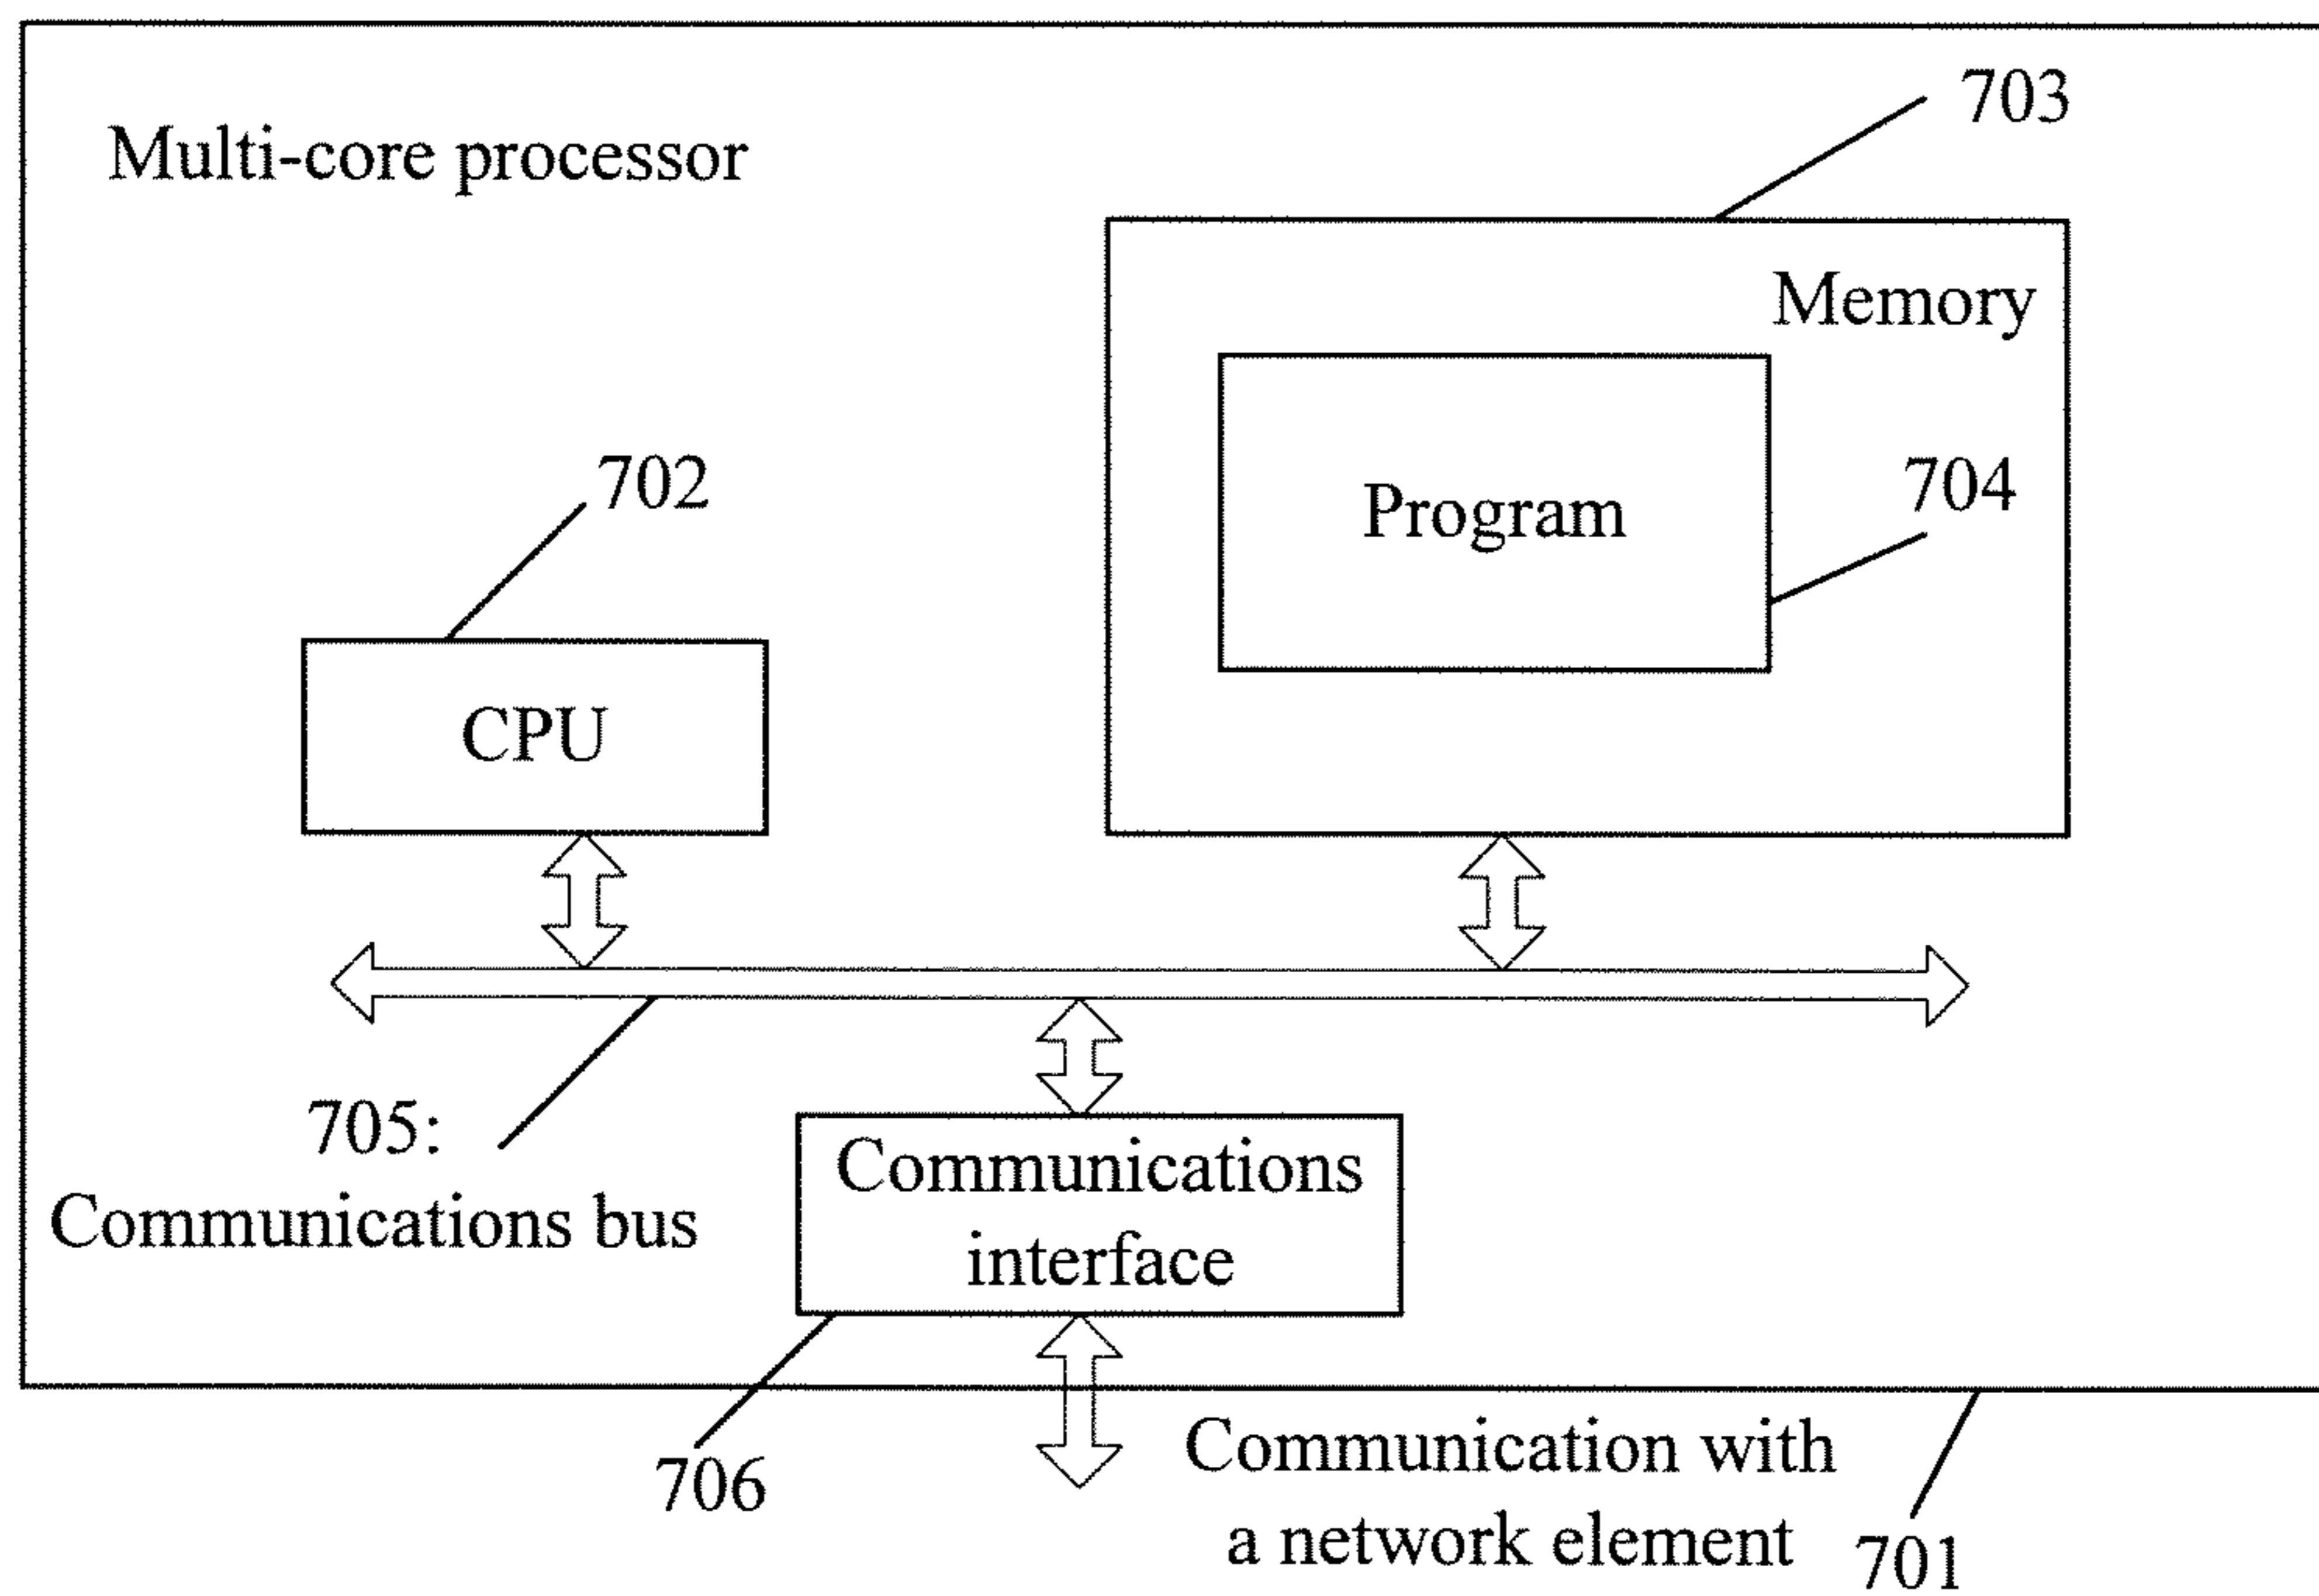 703
Multi-core processor
Memory
702
704
Program
CPU
705:
Communications bus
Communications
interface
706
Communication with
a network element
701